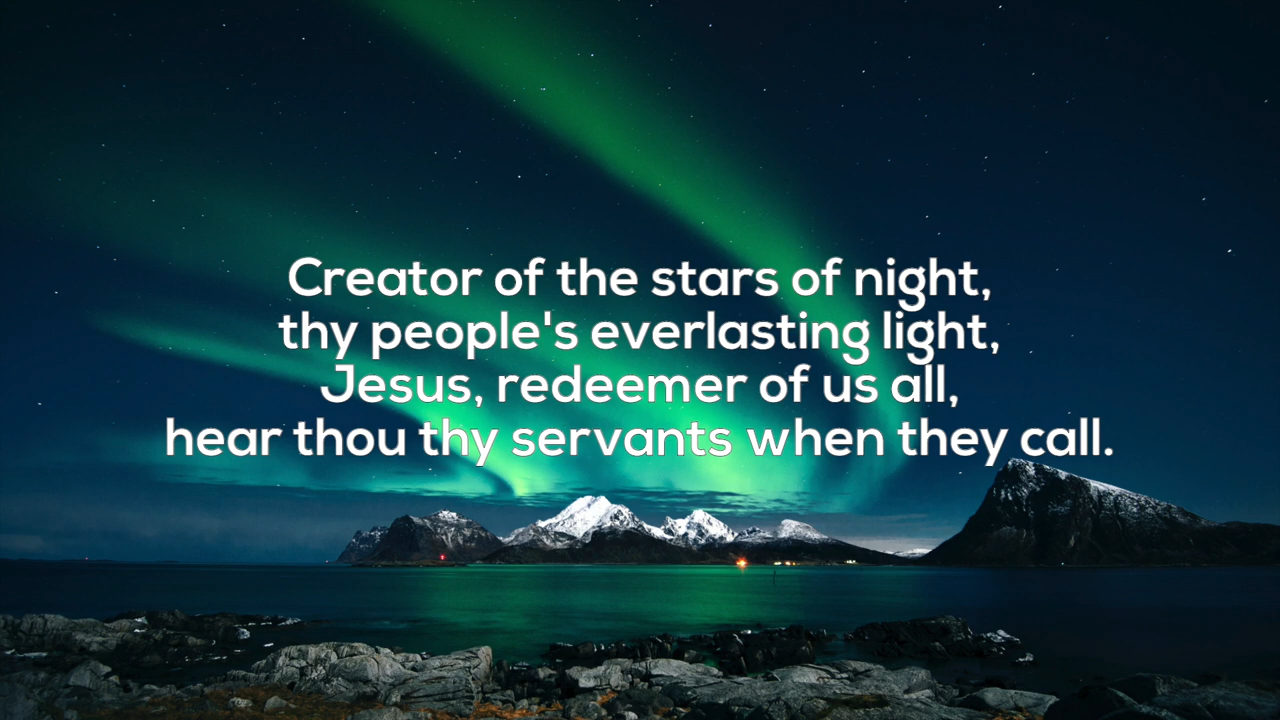 Creator of the stars of night,
thy people's everlasting light,
Jesus, redeemer of us all,
hear thou thy servants when they call.